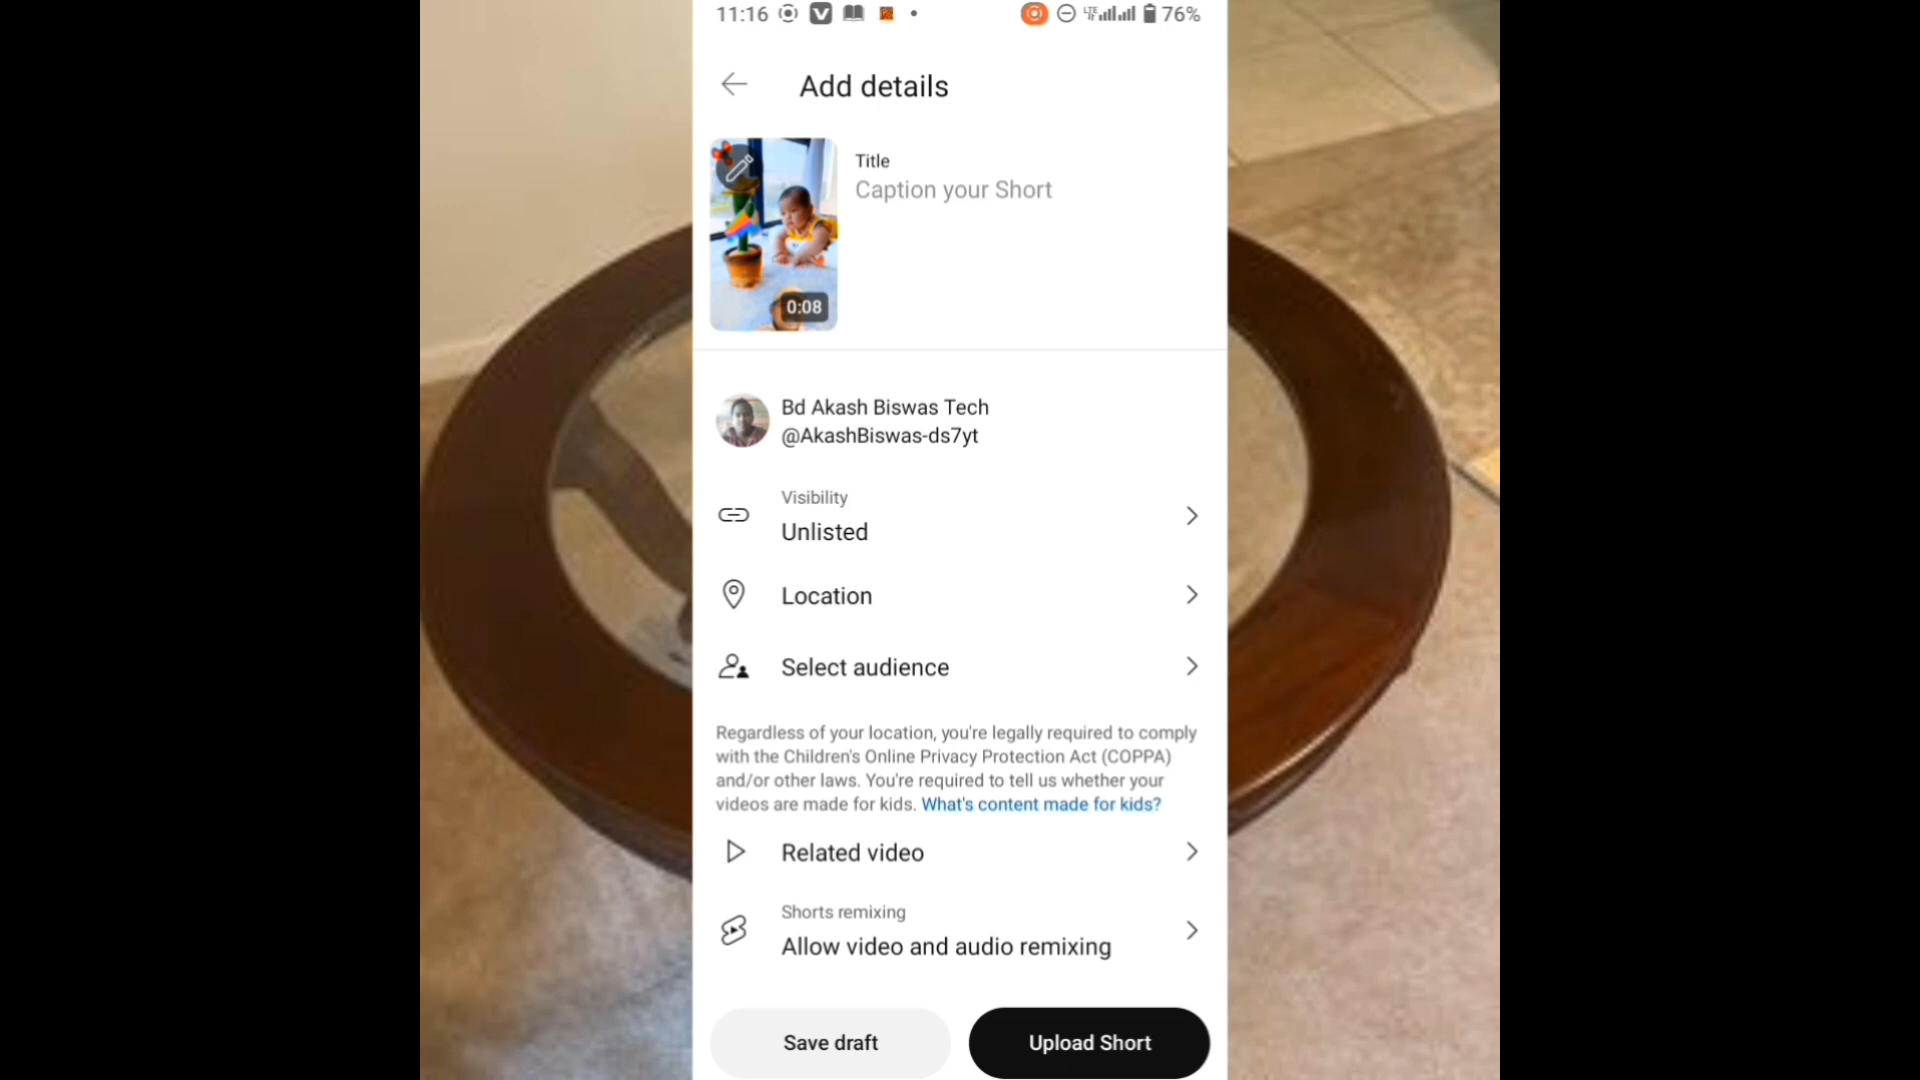 11:16
76%
Add details
Title
Caption your Short
0:08
Bd Akash Biswas Tech
@AkashBiswas-ds7yt
Visibility
Unlisted
Location
Select audience
Regardless of your location, you're legally required to comply
with the Children's Online Privacy Protection Act (COPPA)
and/or other laws. You're required to tell us whether your
videos are made for kids. What's content made for kids?
Related video
Shorts remixing
Allow video and audio remixing
Save draft
Upload Short